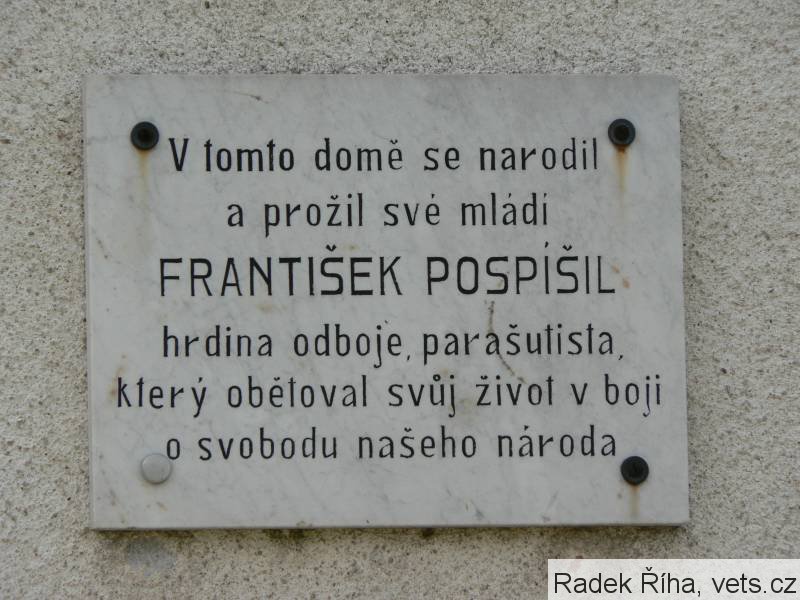 V tomto domě se narodil
a prožil své mládí
FRANTIŠEK POSPÍŠIL
hrdina odboje, parašutista,
který obětoval svůj život v boji
o svobodu našeho národa
Radek Říha, vets.cz